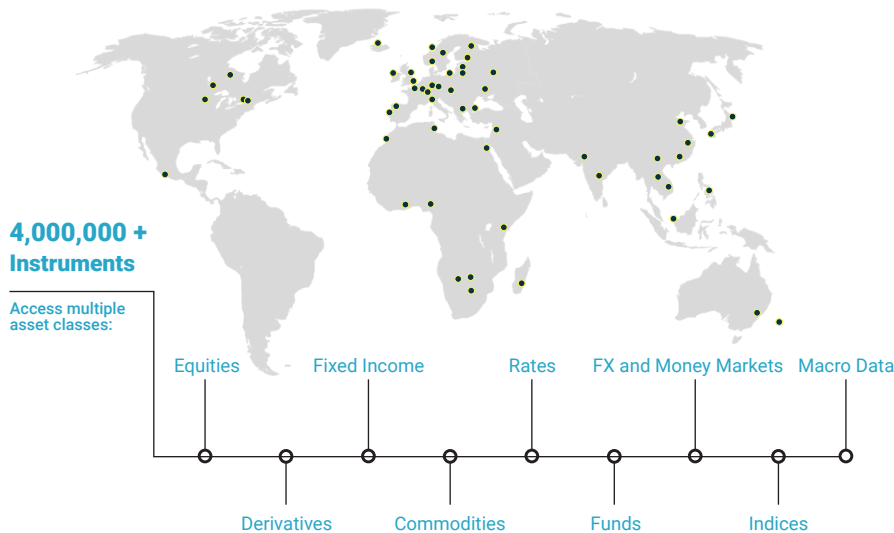 4,000,000 +
Instruments
Access multiple
asset classes:
Equities
Fixed Income
Rates
FX and Money Markets
Macro Data
Derivatives
Commodities
Funds
Indices